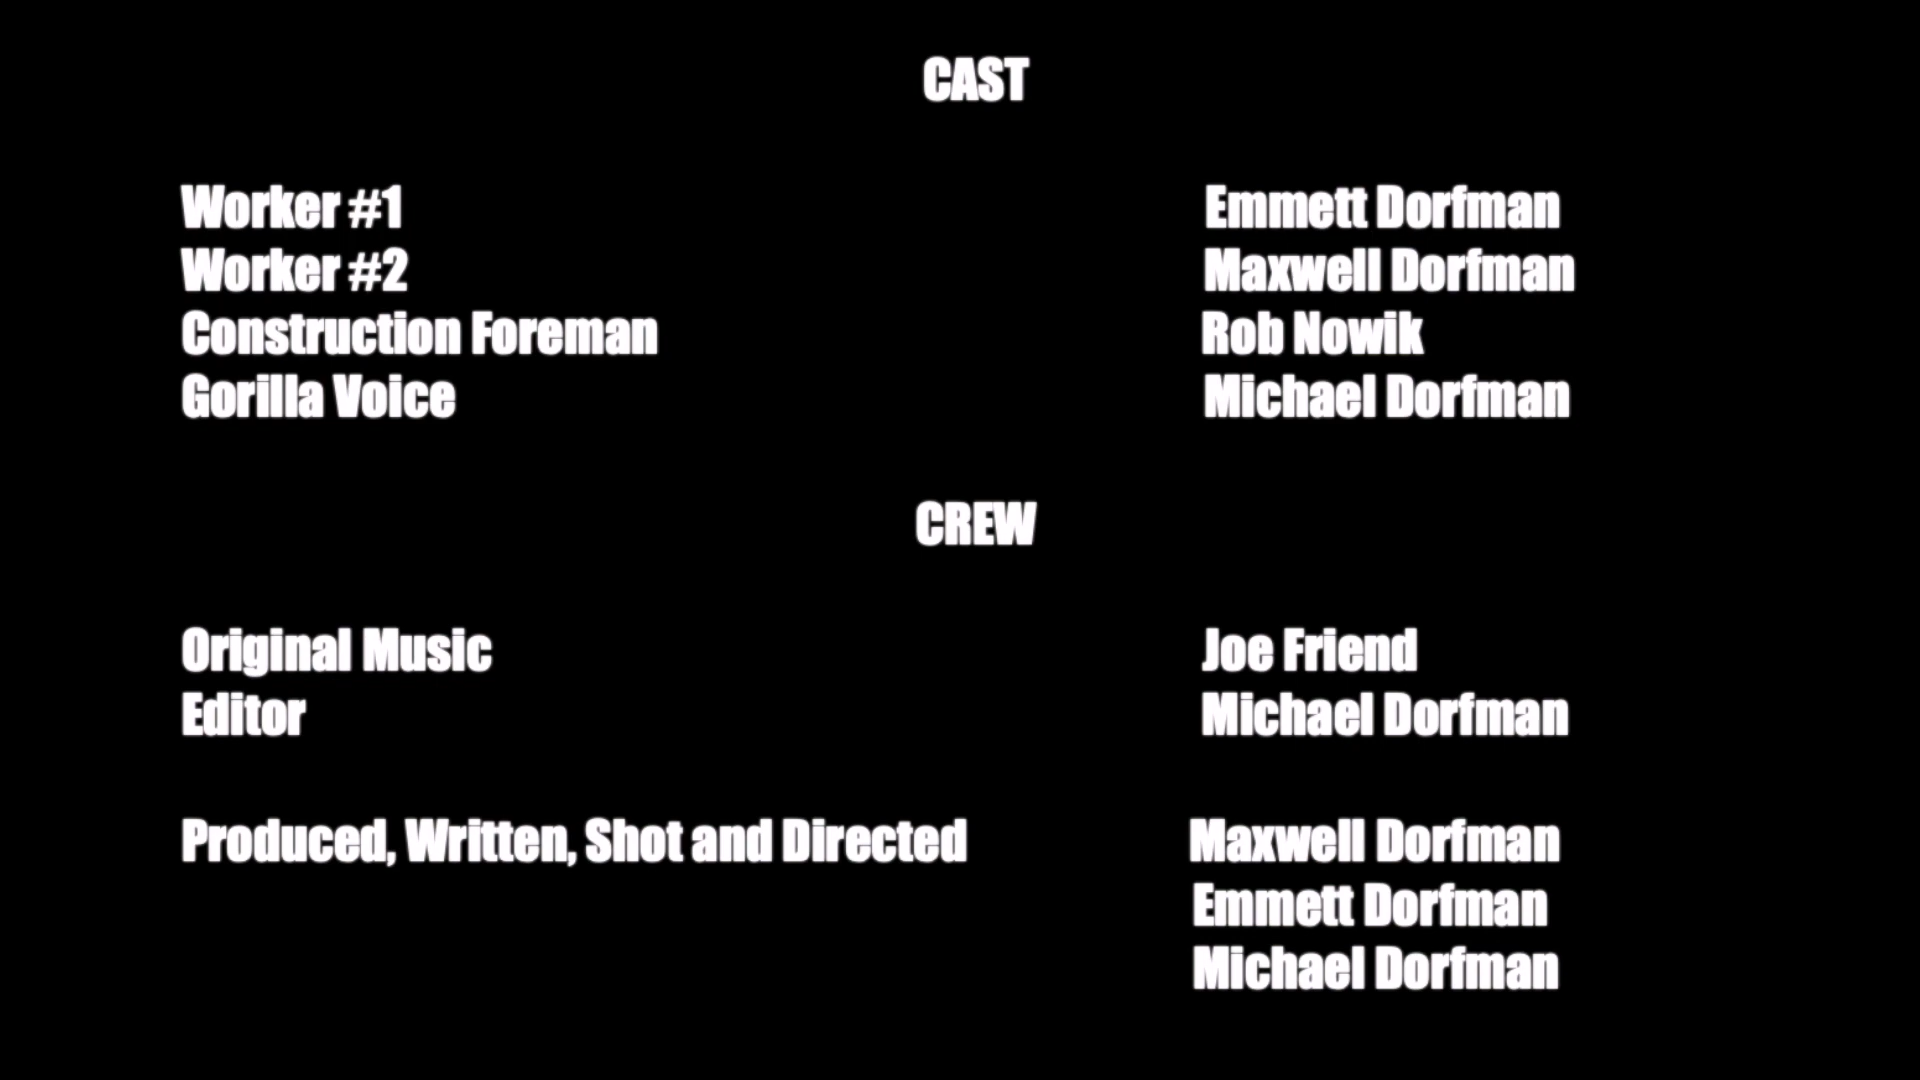 CAST
Worker #1 Emmett Dorfman
Worker #2 Maxwell Dorfman
Construction Foreman Rob Nowik
Gorilla Voice Michael Dorfman
CREW
Original Music Joe Friend
Editor Michael Dorfman
Produced, Written, Shot and Directed Maxwell Dorfman
Emmett Dorfman
Michael Dorfman